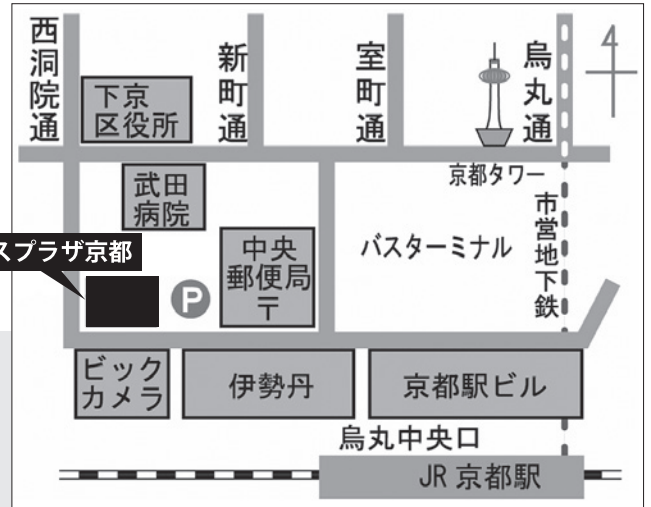 西洞院通
新町通
室町通
烏丸通
4
下京
区役所
京都タワー
武田
病院
市営地下鉄
バスターミナル
中央
郵便局
〒
スプラザ京都
P
ビック
カメラ
伊勢丹
京都駅ビル
烏丸中央口
JR 京都駅